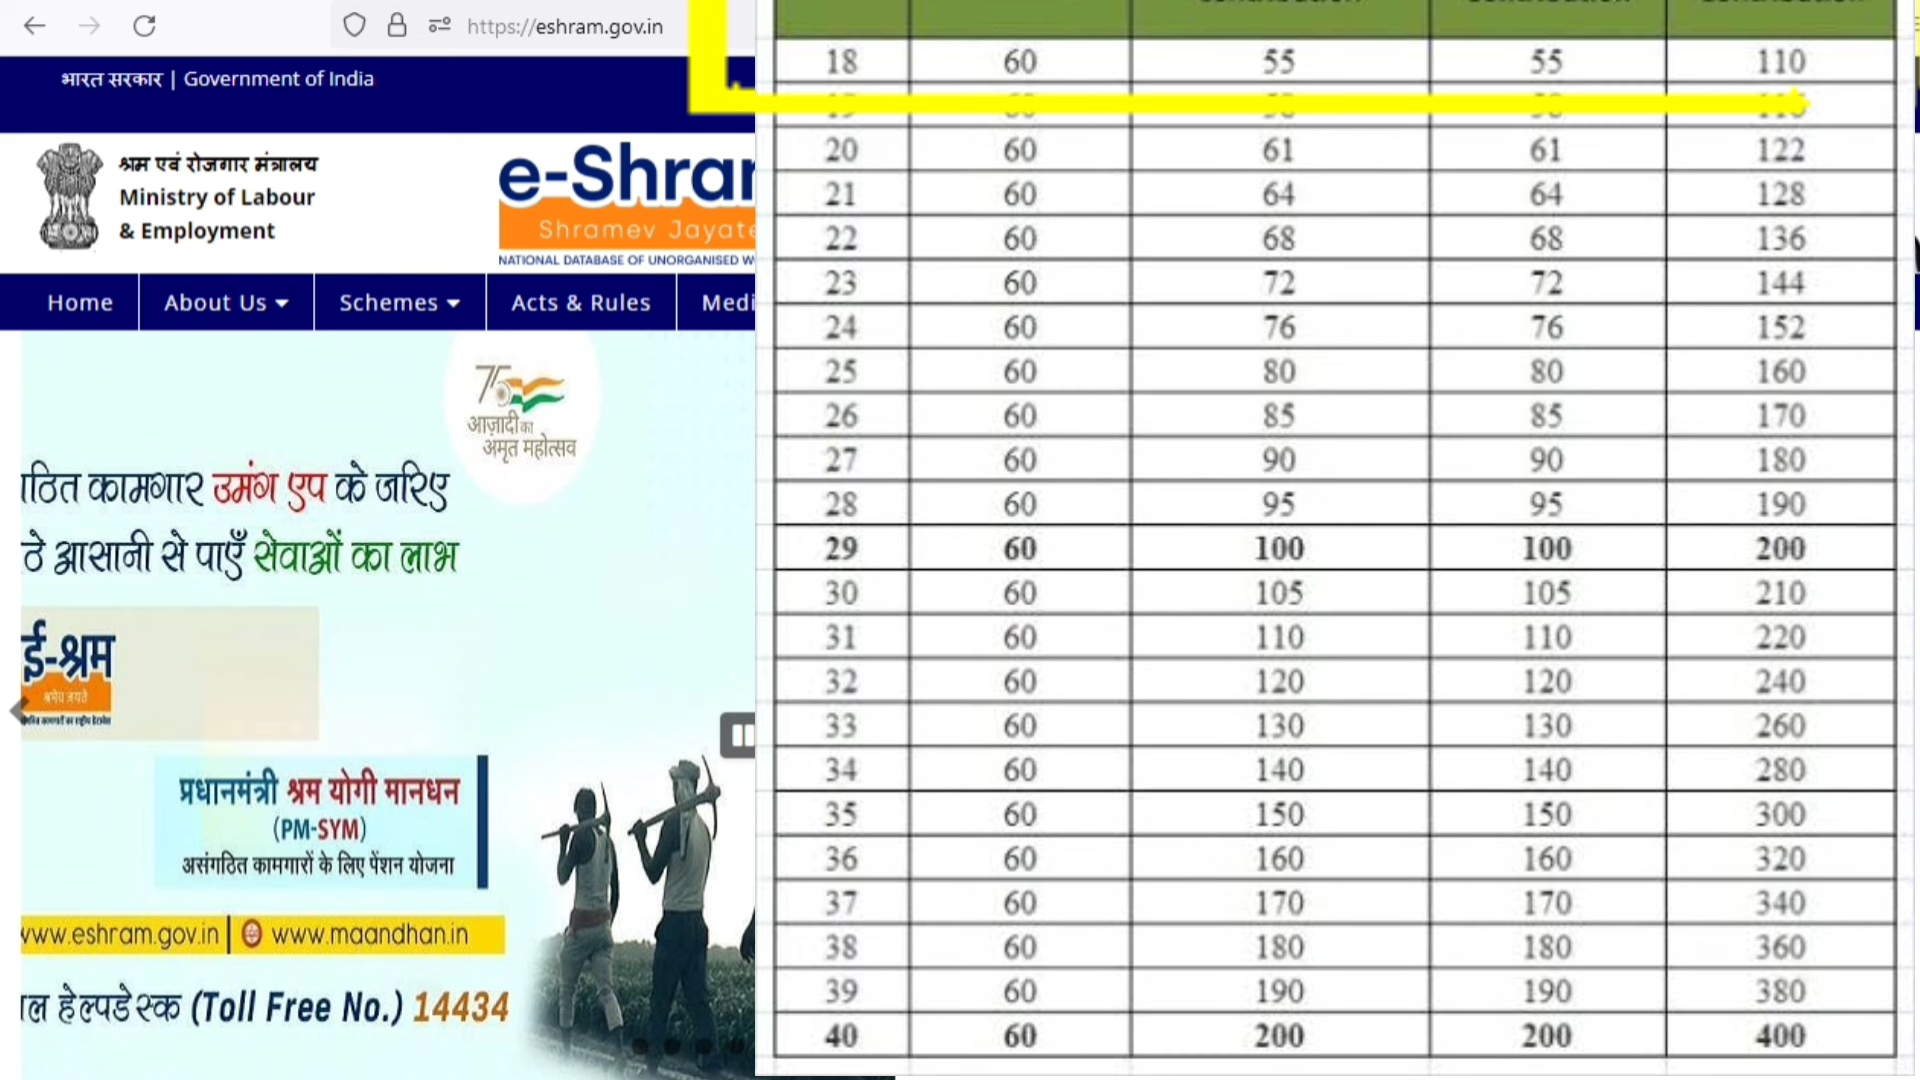 https://eshram.gov.in
भारत सरकार | Government of India
श्रम एवं रोजगार मंत्रालय
Ministry of Labour
& Employment
e-Shram
Shramev Jayate
NATIONAL DATABASE OF UNORGANISED W
Home
About Us
Schemes
Acts & Rules
Medi
75
आज़ादी का
अमृत महोत्सव
गठित कामगार उमंग एप के जरिए
ठे आसानी से पाएँ सेवाओं का लाभ
ई-श्रम
श्रमेव जयते
प्रधानमंत्री श्रम योगी मानधन
(PM-SYM)
असंगठित कामगारों के लिए पेंशन योजना
www.eshram.gov.in | www.maandhan.in
ल हेल्पडेस्क (Toll Free No.) 14434
18 60 55 55 110
20 60 61 61 122
21 60 64 64 128
22 60 68 68 136
23 60 72 72 144
24 60 76 76 152
25 60 80 80 160
26 60 85 85 170
27 60 90 90 180
28 60 95 95 190
29 60 100 100 200
30 60 105 105 210
31 60 110 110 220
32 60 120 120 240
33 60 130 130 260
34 60 140 140 280
35 60 150 150 300
36 60 160 160 320
37 60 170 170 340
38 60 180 180 360
39 60 190 190 380
40 60 200 200 400